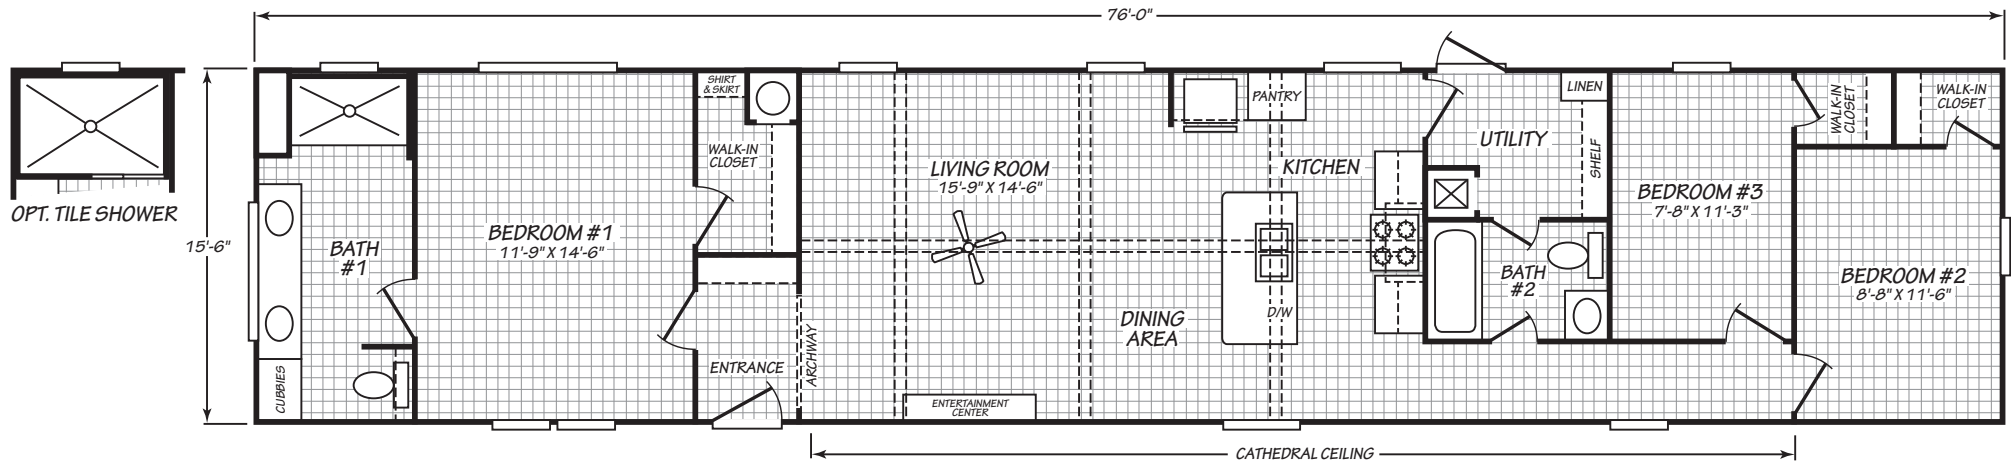 76'-0"
OPT. TILE SHOWER
15'-6"
BATH
#1
CUBBIES
BEDROOM #1
11'-9" X 14'-6"
SHIRT
& SKIRT
WALK-IN
CLOSET
ENTRANCE
ARCHWAY
LIVING ROOM
15'-9" X 14'-6"
ENTERTAINMENT
CENTER
DINING
AREA
PANTRY
KITCHEN
D/W
UTILITY
LINEN
SHELF
BATH
#2
BEDROOM #3
7'-8" X 11'-3"
WALK-IN
CLOSET
WALK-IN
CLOSET
BEDROOM #2
8'-8" X 11'-6"
CATHEDRAL CEILING